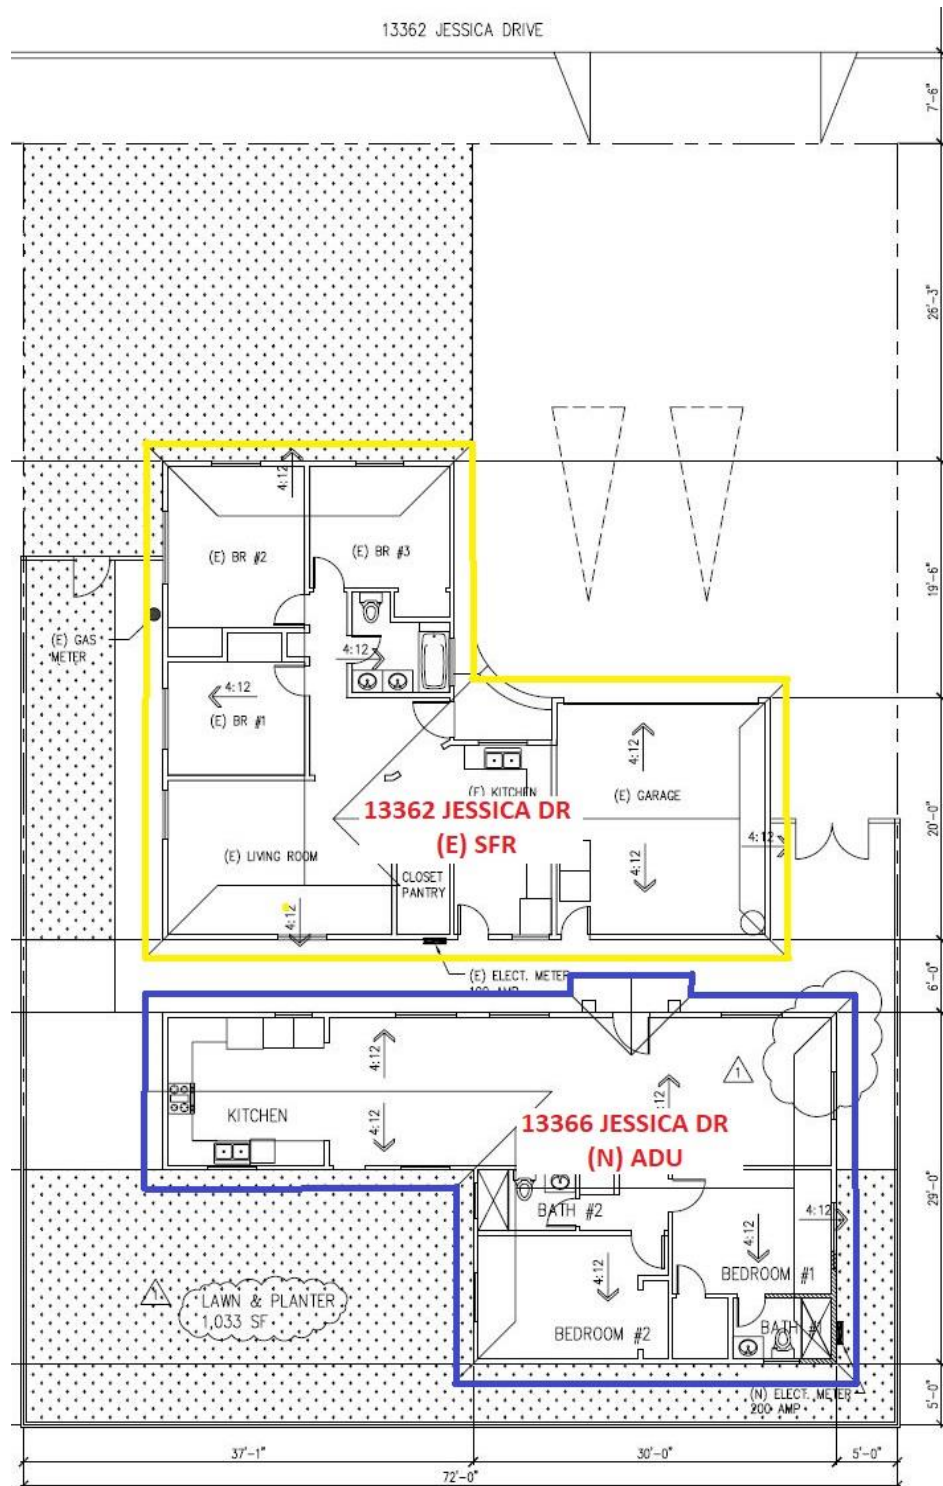 13362 JESSICA DRIVE
7'-6"
26'-3"
4:12
(E) BR #2
(E) BR #3
19'-6"
(E) GAS
METER
4:12
4:12
(E) BR #1
4:12
(E) KITCHEN
(E) GARAGE
13362 JESSICA DR
(E) SFR
20'-0"
4:12
(E) LIVING ROOM
CLOSET
PANTRY
4:12
4:12
(E) ELECT. METER
100 AMP
6'-0"
4:12
1
KITCHEN
4:12
4:12
13366 JESSICA DR
(N) ADU
29'-0"
BATH #2
4:12
4:12
4:12
BEDROOM #1
1
LAWN & PLANTER
1,033 SF
BEDROOM #2
BATH #1
(N) ELECT. METER
200 AMP
5'-0"
37'-1"
30'-0"
5'-0"
72'-0"